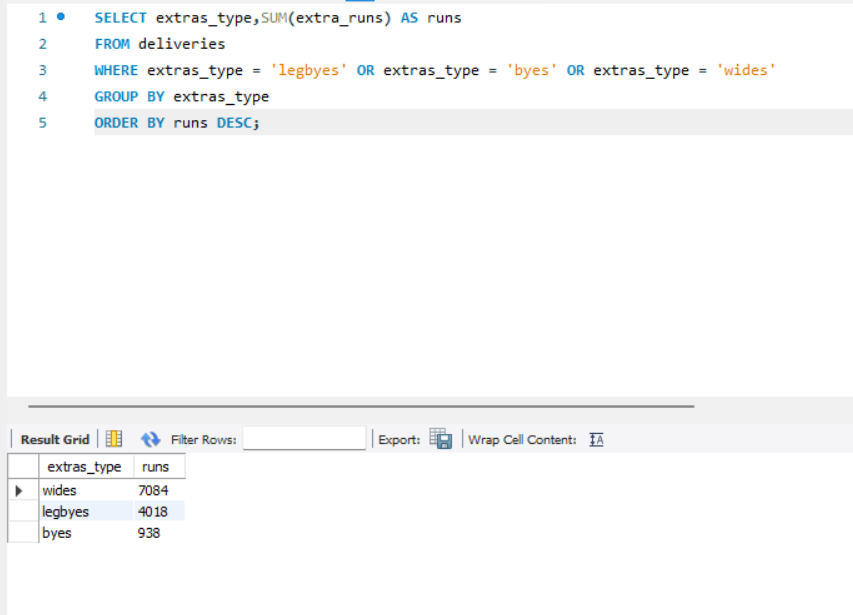 1 SELECT extras_type,SUM(extra_runs) AS runs
2 FROM deliveries
3 WHERE extras_type = 'legbyes' OR extras_type = 'byes' OR extras_type = 'wides'
4 GROUP BY extras_type
5 ORDER BY runs DESC;
Result Grid Filter Rows: Export: Wrap Cell Content: IA
extras_type runs
wides 7084
legbyes 4018
byes 938